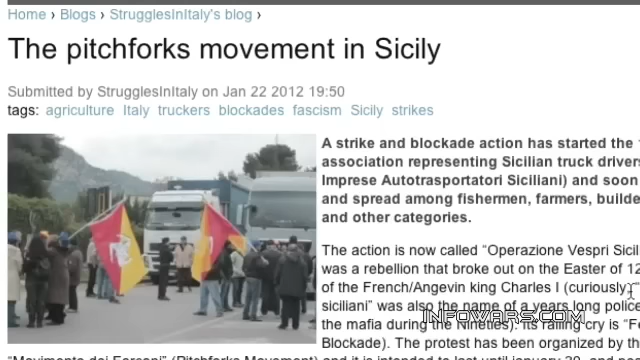 Home › Blogs › StrugglesInItaly's blog ›
The pitchforks movement in Sicily
Submitted by StrugglesInItaly on Jan 22 2012 19:50
tags: agriculture Italy truckers blockades fascism Sicily strikes
A strike and blockade action has started the
association representing Sicilian truck drivers
Imprese Autotrasportatori Siciliani) and soon
and spread among fishermen, farmers, builde
and other categories.
The action is now called “Operazione Vespri Sicil
was a rebellion that broke out on the Easter of 12
of the French/Angevin king Charles I (curiously, “
siciliani” was also the name of a years long police
the mafia during the Nineties). Its rallying cry is “Fe
Blockade). The protest has been organized by th
“Movimento dei Forconi” (Pitchforks Movement) and it is intended to last until january 20, and
INFOWARS.COM